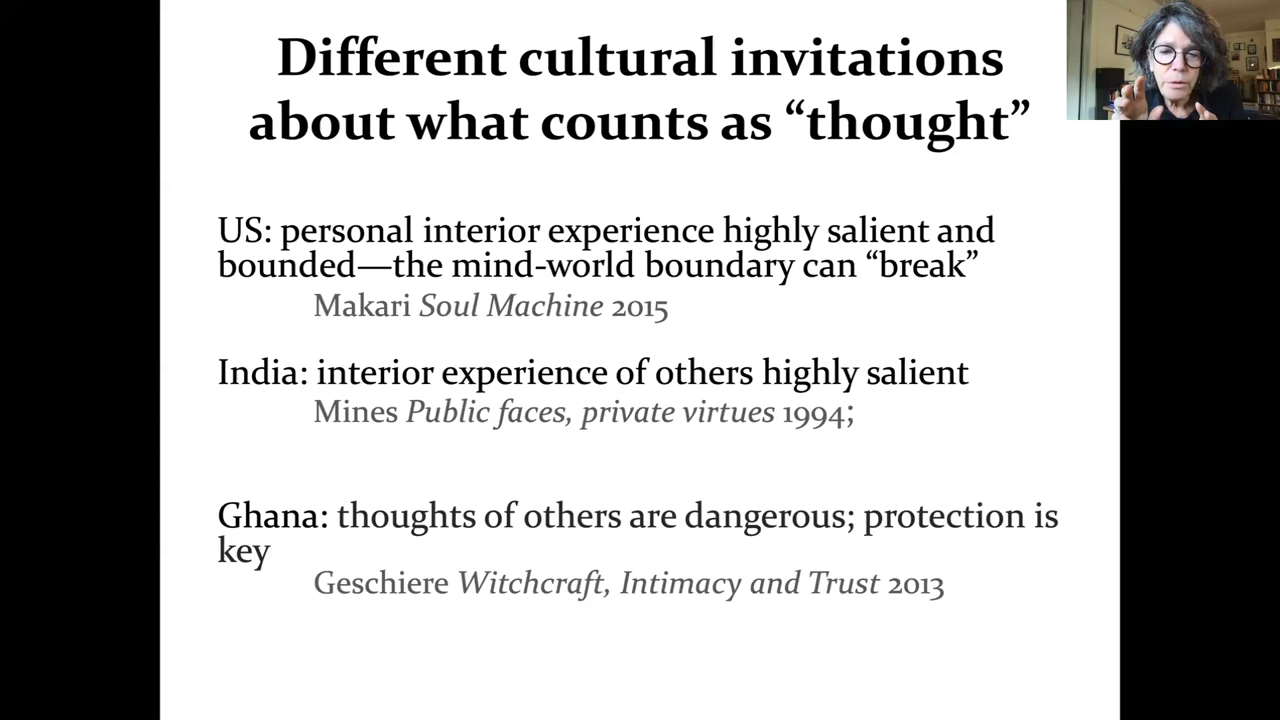 Different cultural invitations
about what counts as “thought”
US: personal interior experience highly salient and
bounded—the mind-world boundary can “break”
Makari Soul Machine 2015
India: interior experience of others highly salient
Mines Public faces, private virtues 1994;
Ghana: thoughts of others are dangerous; protection is
key
Geschiere Witchcraft, Intimacy and Trust 2013